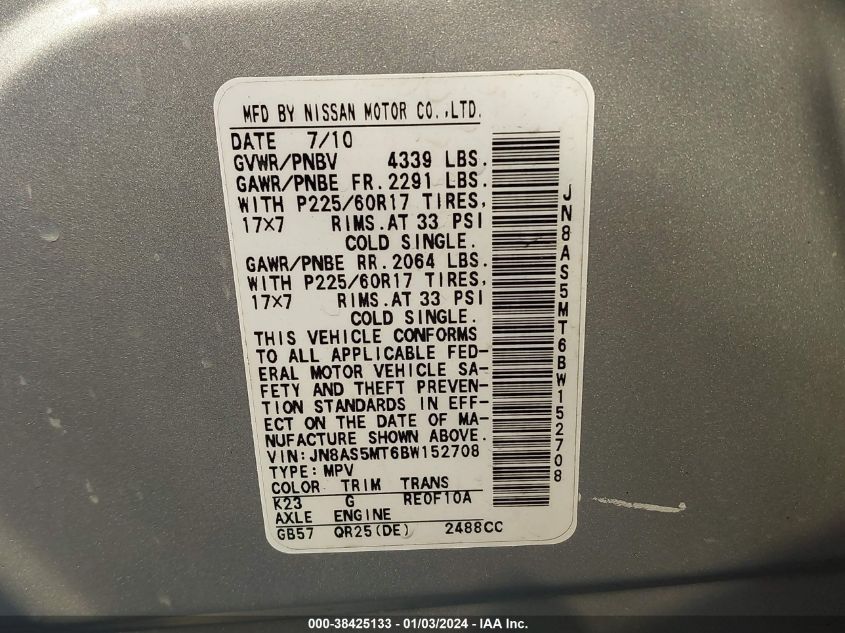 MFD BY NISSAN MOTOR CO.,LTD.
DATE 7/10
GVWR/PNBV 4339 LBS.
GAWR/PNBE FR.2291 LBS.
WITH P225/60R17 TIRES,
17×7 RIMS.AT 33 PSI
COLD SINGLE.
GAWR/PNBE RR.2064 LBS.
WITH P225/60R17 TIRES,
17×7 RIMS.AT 33 PSI
COLD SINGLE.
THIS VEHICLE CONFORMS
TO ALL APPLICABLE FED-
ERAL MOTOR VEHICLE SA-
FETY AND THEFT PREVEN-
TION STANDARDS IN EFF-
ECT ON THE DATE OF MA-
NUFACTURE SHOWN ABOVE.
VIN:JN8AS5MT6BW152708
TYPE:MPV
COLOR TRIM TRANS
K23 G RE0F10A
AXLE ENGINE
GB57 QR25(DE) 2488CC
JN8AS5MT6BW152708
000-38425133 - 01/03/2024 - IAA Inc.